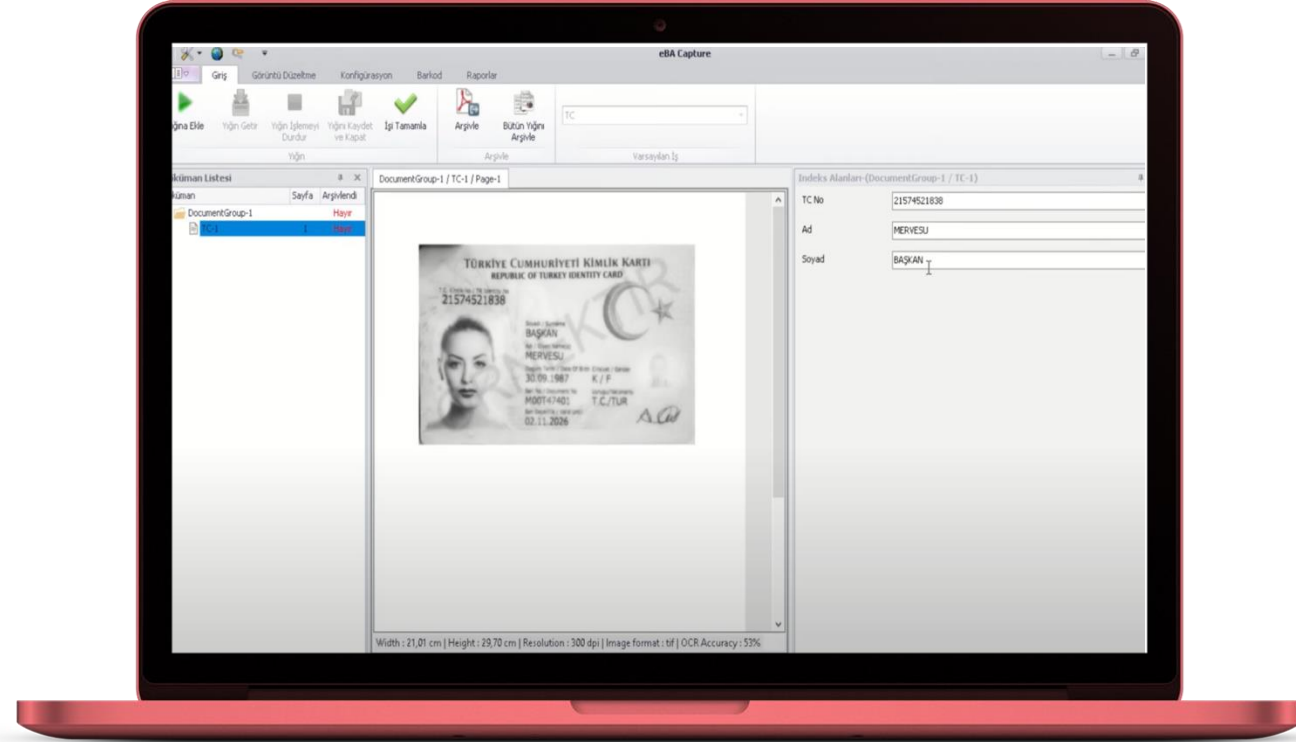 eBA Capture
Giriş Görüntü Düzeltme Konfigürasyon Barkod Raporlar
ğına Ekle Yığın Getir Yığın İşlemeyi Durdur Yığını Kaydet ve Kapat İşi Tamamla Arşivle Bütün Yığını Arşivle TC
Yığın Arşivle Varsayılan İş
küman Listesi
küman Sayfa Arşivlendi
DocumentGroup-1 Hayır
TC-1 1 Hayır
DocumentGroup-1 / TC-1 / Page-1
TÜRKİYE CUMHURİYETİ KİMLİK KARTI
REPUBLIC OF TURKEY IDENTITY CARD
21574521838
BAŞKAN
MERVESU
30.09.1987 K / F
M00T47401 T.C./TUR
02.11.2026
Width : 21,01 cm | Height : 29,70 cm | Resolution : 300 dpi | Image format : tif | OCR Accuracy : 53%
Indeks Alanları-(DocumentGroup-1 / TC-1)
TC No 21574521838
Ad MERVESU
Soyad BAŞKAN